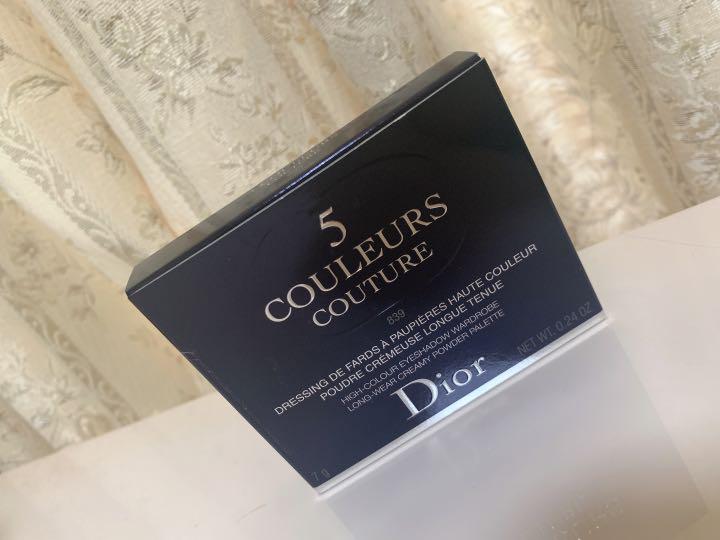 5
COULEURS
COUTURE
839
DRESSING DE FARDS À PAUPIÈRES HAUTE COULEUR
POUDRE CRÉMEUSE LONGUE TENUE
HIGH-COLOUR EYESHADOW WARDROBE
LONG-WEAR CREAMY POWDER PALETTE
Dior
7 g
NET WT. 0.24 OZ